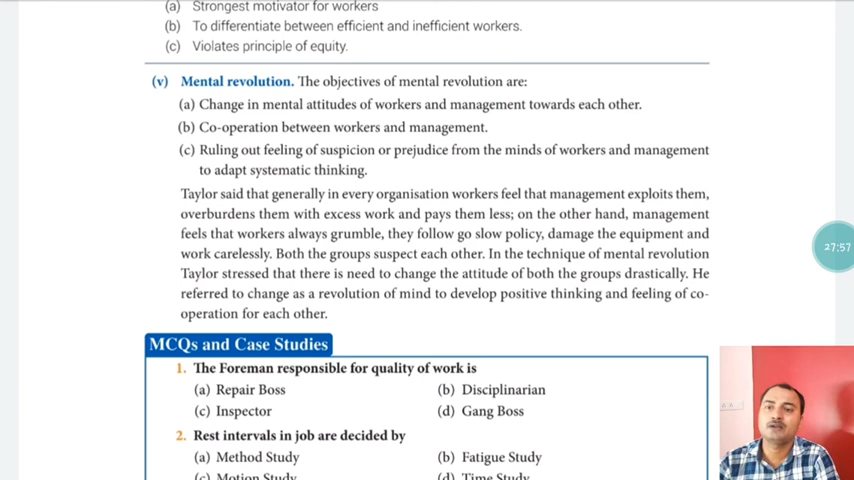 (a) Strongest motivator for workers
(b) To differentiate between efficient and inefficient workers.
(c) Violates principle of equity.
(v) Mental revolution. The objectives of mental revolution are:
(a) Change in mental attitudes of workers and management towards each other.
(b) Co-operation between workers and management.
(c) Ruling out feeling of suspicion or prejudice from the minds of workers and management
to adapt systematic thinking.
Taylor said that generally in every organisation workers feel that management exploits them,
overburdens them with excess work and pays them less; on the other hand, management
feels that workers always grumble, they follow go slow policy, damage the equipment and
work carelessly. Both the groups suspect each other. In the technique of mental revolution
Taylor stressed that there is need to change the attitude of both the groups drastically. He
referred to change as a revolution of mind to develop positive thinking and feeling of co-
operation for each other.
27:57
MCQs and Case Studies
1. The Foreman responsible for quality of work is
(a) Repair Boss (b) Disciplinarian
(c) Inspector (d) Gang Boss
2. Rest intervals in job are decided by
(a) Method Study (b) Fatigue Study
(c) Motion Study (d) Time Study